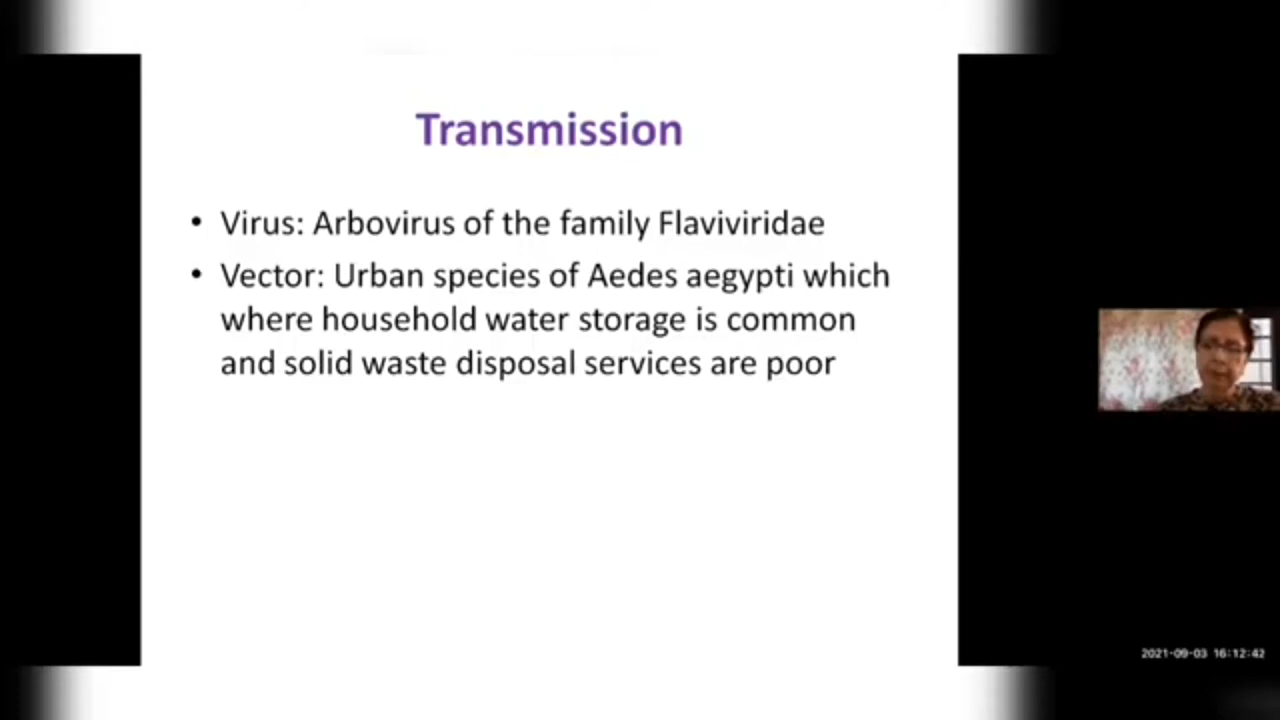 Transmission
• Virus: Arbovirus of the family Flaviviridae
• Vector: Urban species of Aedes aegypti which
where household water storage is common
and solid waste disposal services are poor
2021-09-03 16:12:42